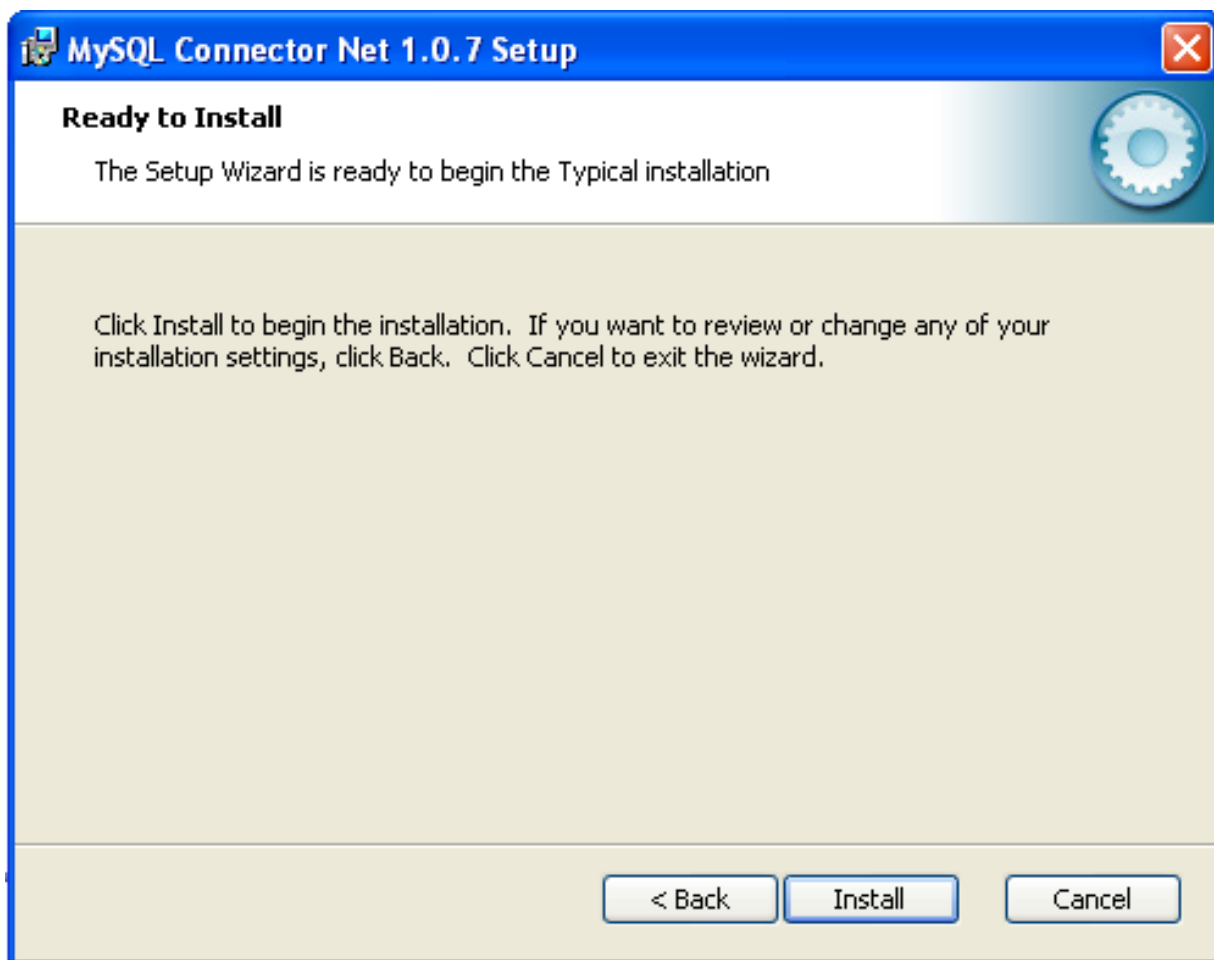 MySQL Connector Net 1.0.7 Setup
Ready to Install
The Setup Wizard is ready to begin the Typical installation
Click Install to begin the installation.  If you want to review or change any of your
installation settings, click Back.  Click Cancel to exit the wizard.
< Back
Install
Cancel